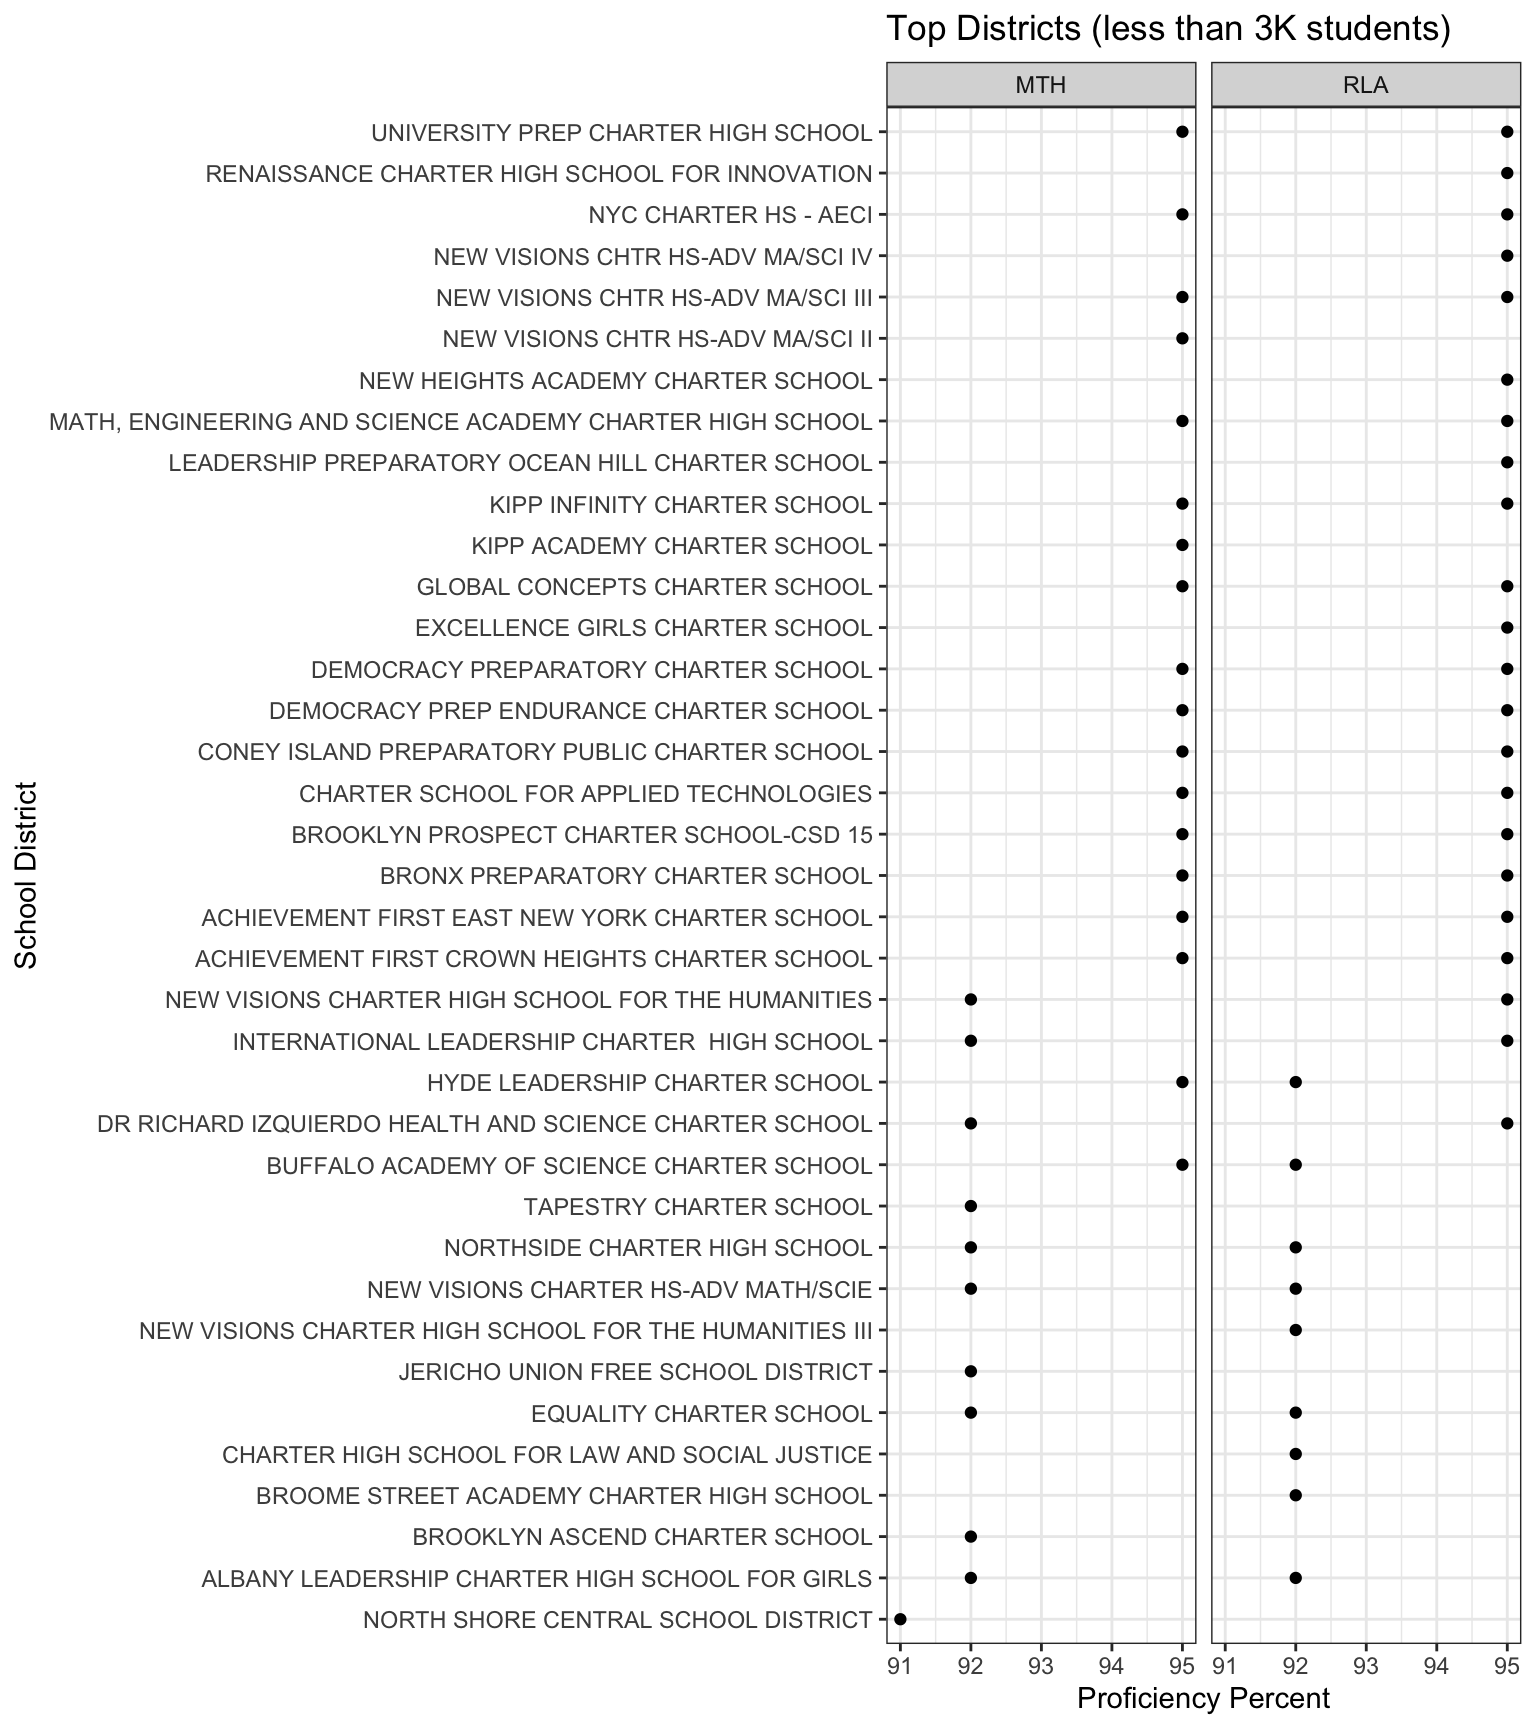 Top Districts (less than 3K students)
MTH RLA
UNIVERSITY PREP CHARTER HIGH SCHOOL
RENAISSANCE CHARTER HIGH SCHOOL FOR INNOVATION
NYC CHARTER HS - AECI
NEW VISIONS CHTR HS-ADV MA/SCI IV
NEW VISIONS CHTR HS-ADV MA/SCI III
NEW VISIONS CHTR HS-ADV MA/SCI II
NEW HEIGHTS ACADEMY CHARTER SCHOOL
MATH, ENGINEERING AND SCIENCE ACADEMY CHARTER HIGH SCHOOL
LEADERSHIP PREPARATORY OCEAN HILL CHARTER SCHOOL
KIPP INFINITY CHARTER SCHOOL
KIPP ACADEMY CHARTER SCHOOL
GLOBAL CONCEPTS CHARTER SCHOOL
EXCELLENCE GIRLS CHARTER SCHOOL
DEMOCRACY PREPARATORY CHARTER SCHOOL
DEMOCRACY PREP ENDURANCE CHARTER SCHOOL
CONEY ISLAND PREPARATORY PUBLIC CHARTER SCHOOL
CHARTER SCHOOL FOR APPLIED TECHNOLOGIES
BROOKLYN PROSPECT CHARTER SCHOOL-CSD 15
BRONX PREPARATORY CHARTER SCHOOL
ACHIEVEMENT FIRST EAST NEW YORK CHARTER SCHOOL
ACHIEVEMENT FIRST CROWN HEIGHTS CHARTER SCHOOL
NEW VISIONS CHARTER HIGH SCHOOL FOR THE HUMANITIES
INTERNATIONAL LEADERSHIP CHARTER  HIGH SCHOOL
HYDE LEADERSHIP CHARTER SCHOOL
DR RICHARD IZQUIERDO HEALTH AND SCIENCE CHARTER SCHOOL
BUFFALO ACADEMY OF SCIENCE CHARTER SCHOOL
TAPESTRY CHARTER SCHOOL
NORTHSIDE CHARTER HIGH SCHOOL
NEW VISIONS CHARTER HS-ADV MATH/SCIE
NEW VISIONS CHARTER HIGH SCHOOL FOR THE HUMANITIES III
JERICHO UNION FREE SCHOOL DISTRICT
EQUALITY CHARTER SCHOOL
CHARTER HIGH SCHOOL FOR LAW AND SOCIAL JUSTICE
BROOME STREET ACADEMY CHARTER HIGH SCHOOL
BROOKLYN ASCEND CHARTER SCHOOL
ALBANY LEADERSHIP CHARTER HIGH SCHOOL FOR GIRLS
NORTH SHORE CENTRAL SCHOOL DISTRICT
School District
91 92 93 94 95 91 92 93 94 95
Proficiency Percent